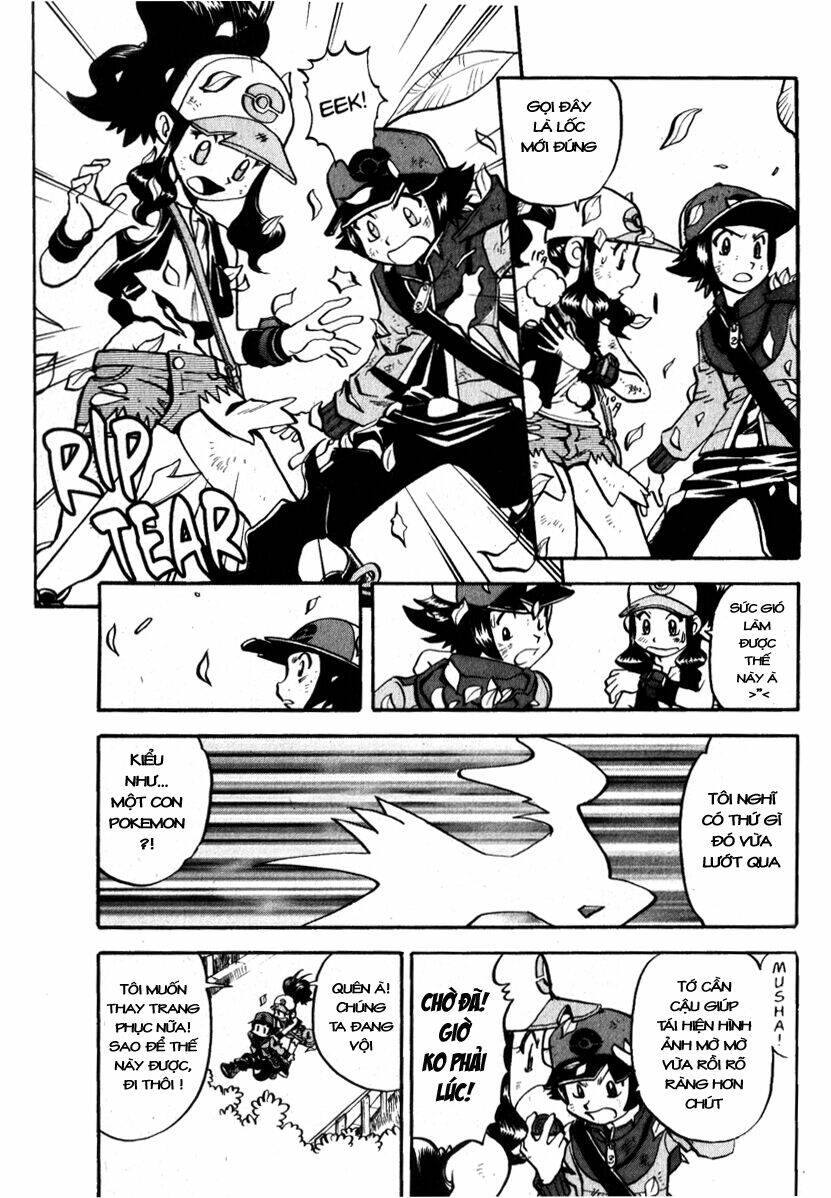 GỌI ĐÂY
LÀ LỐC
MỚI ĐÚNG
EEK!
RIP
TEAR
SỨC GIÓ
LÀM
ĐƯỢC
THẾ
NÀY À
>"<
TÔI NGHĨ
CÓ THỨ GÌ
ĐÓ VỪA
LƯỚT QUA
KIỂU
NHƯ...
MỘT CON
POKEMON
?!
MUSHA!
TỚ CẦN
CẬU GIÚP
TÁI HIỆN HÌNH
ẢNH MỜ MỜ
VỪA RỒI RÕ
RÀNG HƠN
CHÚT
CHỜ ĐÃ!
GIỜ
KO PHẢI
LÚC!
QUÊN À!
CHÚNG
TA ĐANG
VỘI
TÔI MUỐN
THAY TRANG
PHỤC NỮA!
SAO ĐỂ THẾ
NÀY ĐƯỢC,
ĐI THÔI !